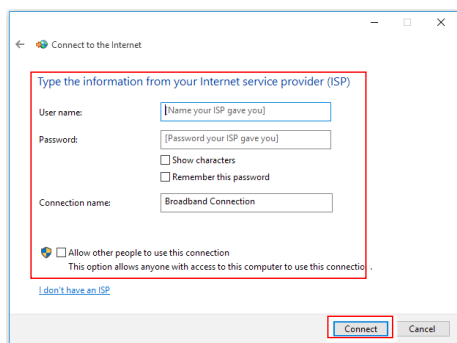 Connect to the Internet
Type the information from your Internet service provider (ISP)
User name:
[Name your ISP gave you]
Password:
[Password your ISP gave you]
Show characters
Remember this password
Connection name:
Broadband Connection
Allow other people to use this connection
This option allows anyone with access to this computer to use this connection.
I don't have an ISP
Connect
Cancel